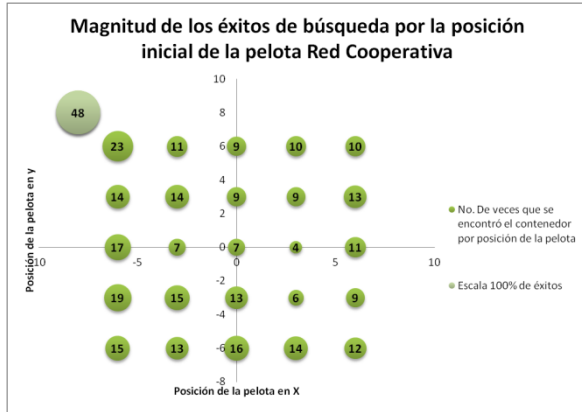 Magnitud de los éxitos de búsqueda por la posición
inicial de la pelota Red Cooperativa
10
8
48
23 11 9 10 10
6
14 14 9 9 13
4
2
17 7 7 4 11
-10 -5 0 0 5 10
-2
19 15 13 6 9
-4
15 13 16 14 12
-6
-8
Posición de la pelota en y
Posición de la pelota en X
No. De veces que se
encontró el contenedor
por posición de la pelota
Escala 100% de éxitos